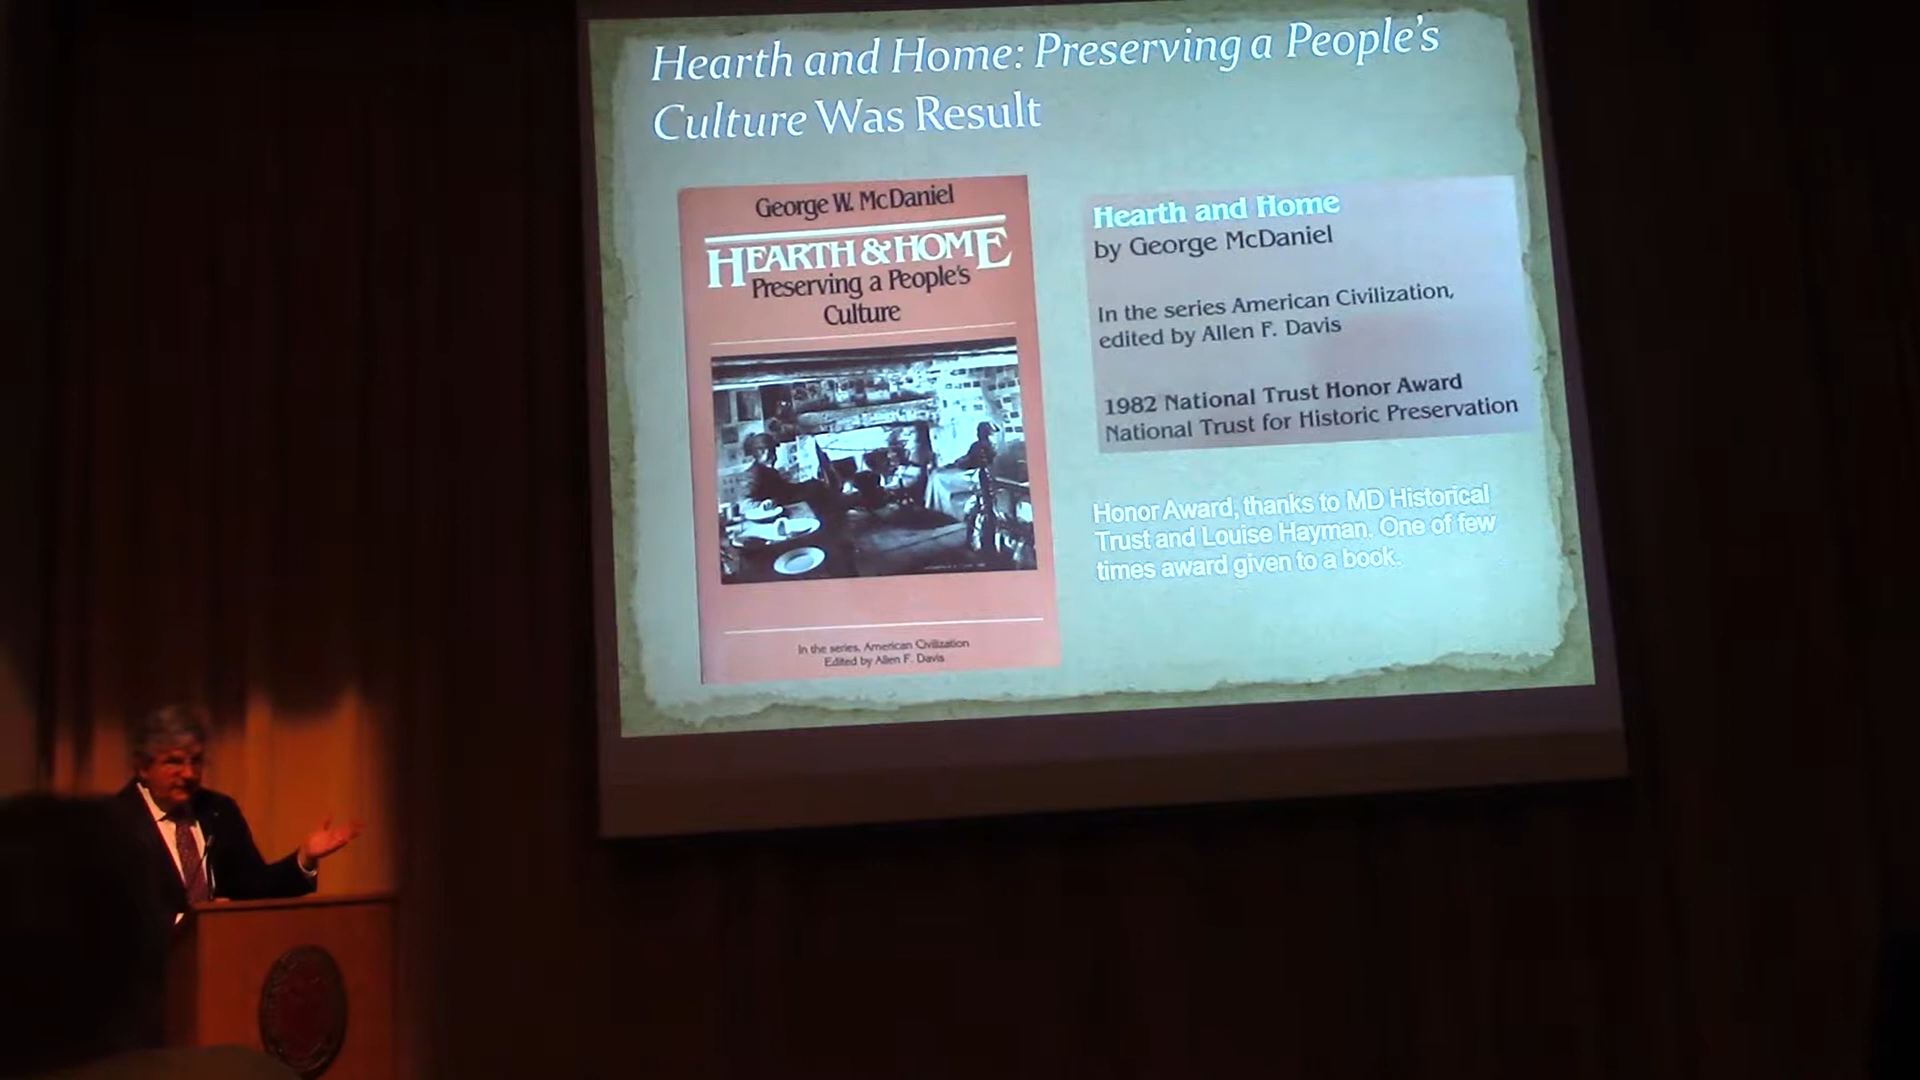 Hearth and Home: Preserving a People's
Culture Was Result
George W. McDaniel
HEARTH & HOME
Preserving a People's
Culture
In the series, American Civilization
Edited by Allen F. Davis
Hearth and Home
by George McDaniel
In the series American Civilization,
edited by Allen F. Davis
1982 National Trust Honor Award
National Trust for Historic Preservation
Honor Award, thanks to MD Historical
Trust and Louise Hayman. One of few
times award given to a book.